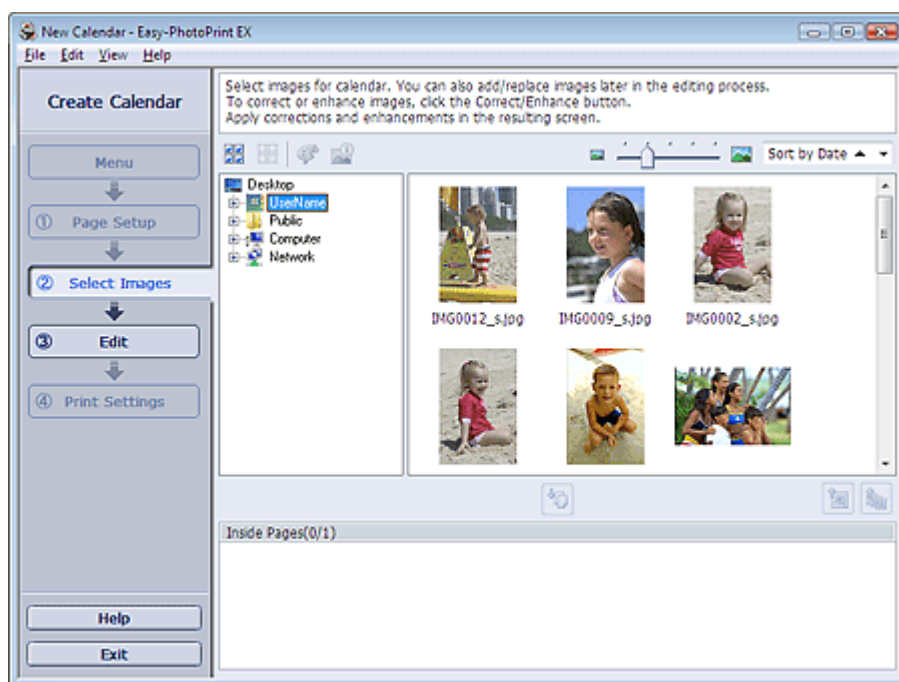 New Calendar - Easy-PhotoPrint EX
File Edit View Help
Create Calendar
Menu
① Page Setup
② Select Images
③ Edit
④ Print Settings
Help
Exit
Select images for calendar. You can also add/replace images later in the editing process.
To correct or enhance images, click the Correct/Enhance button.
Apply corrections and enhancements in the resulting screen.
Sort by Date
Desktop
UserName
Public
Computer
Network
IMG0012_s.jpg IMG0009_s.jpg IMG0002_s.jpg
Inside Pages(0/1)